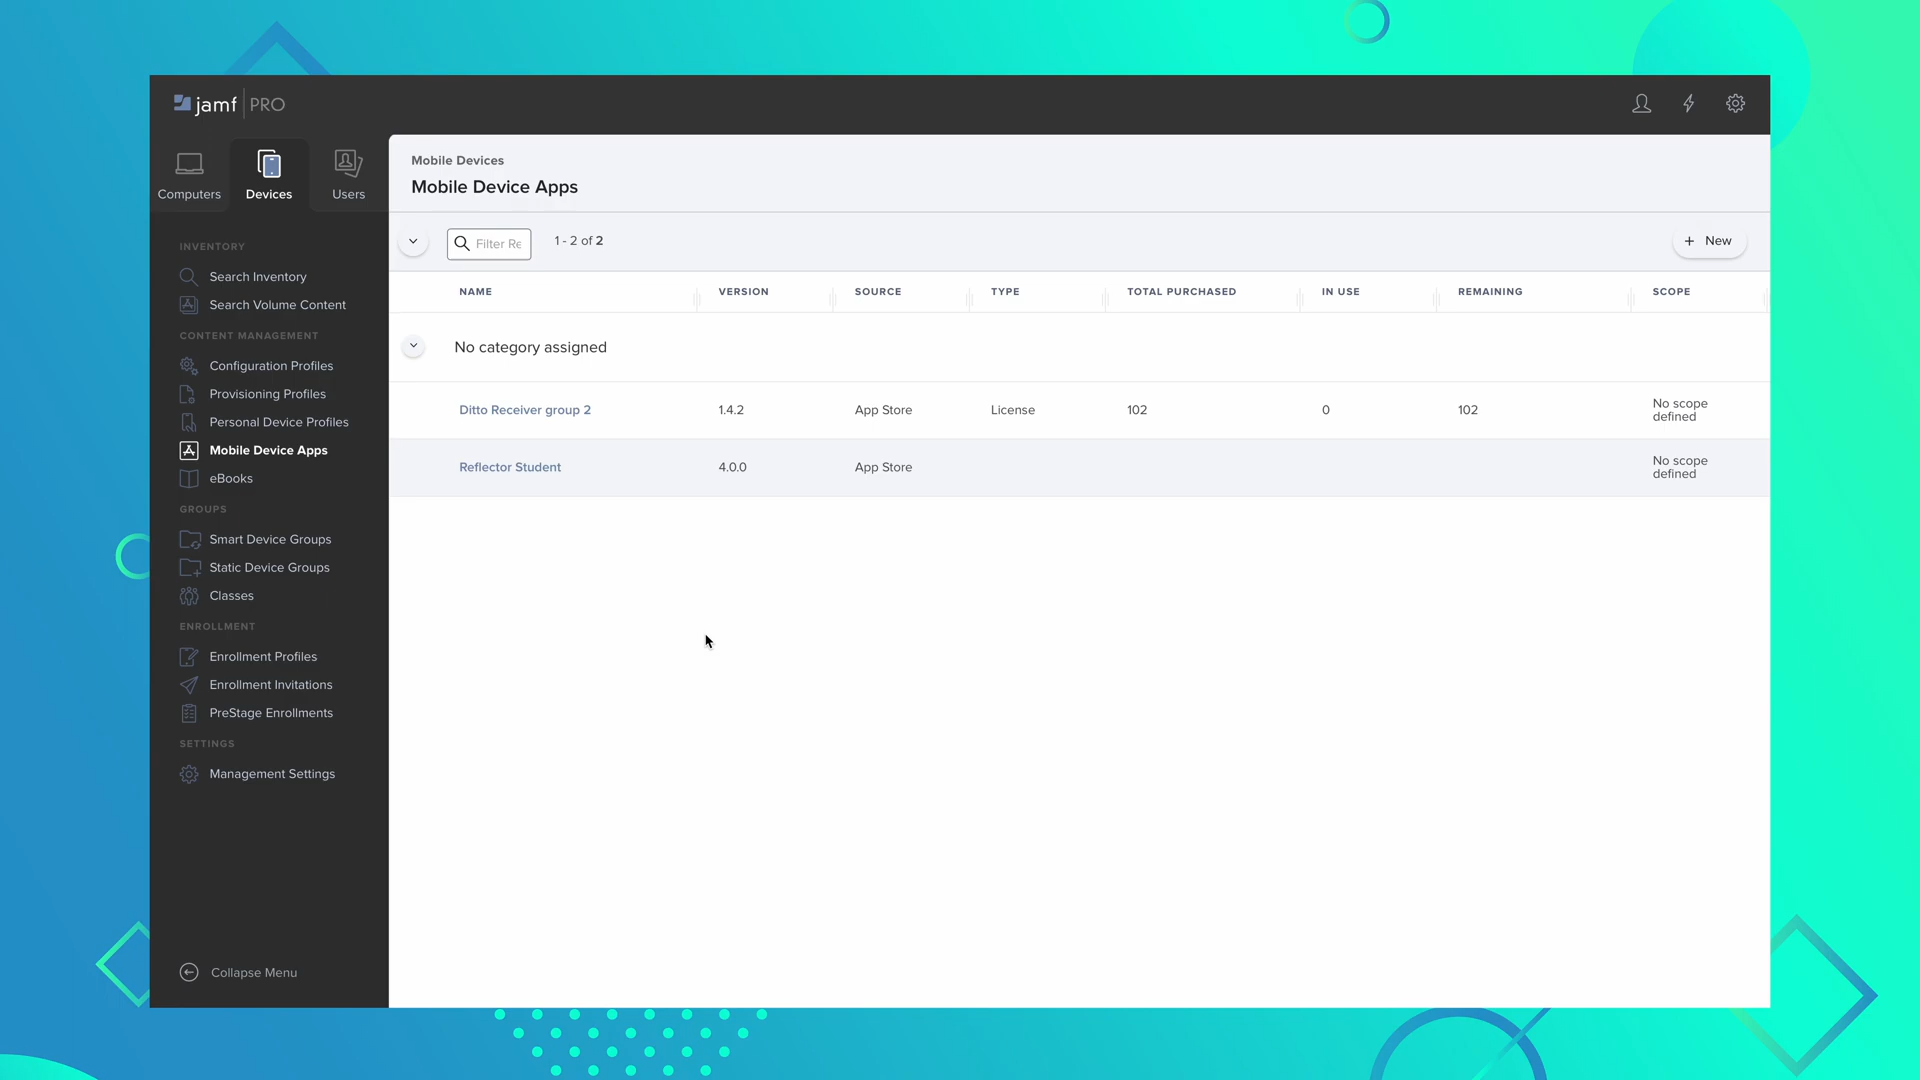 jamf PRO
Computers
Devices
Users
INVENTORY
Search Inventory
Search Volume Content
CONTENT MANAGEMENT
Configuration Profiles
Provisioning Profiles
Personal Device Profiles
Mobile Device Apps
eBooks
GROUPS
Smart Device Groups
Static Device Groups
Classes
ENROLLMENT
Enrollment Profiles
Enrollment Invitations
PreStage Enrollments
SETTINGS
Management Settings
Collapse Menu
Mobile Devices
Mobile Device Apps
Filter Re
1 - 2 of 2
+ New
NAME VERSION SOURCE TYPE TOTAL PURCHASED IN USE REMAINING SCOPE
No category assigned
Ditto Receiver group 2 1.4.2 App Store License 102 0 102 No scope
defined
Reflector Student 4.0.0 App Store No scope
defined